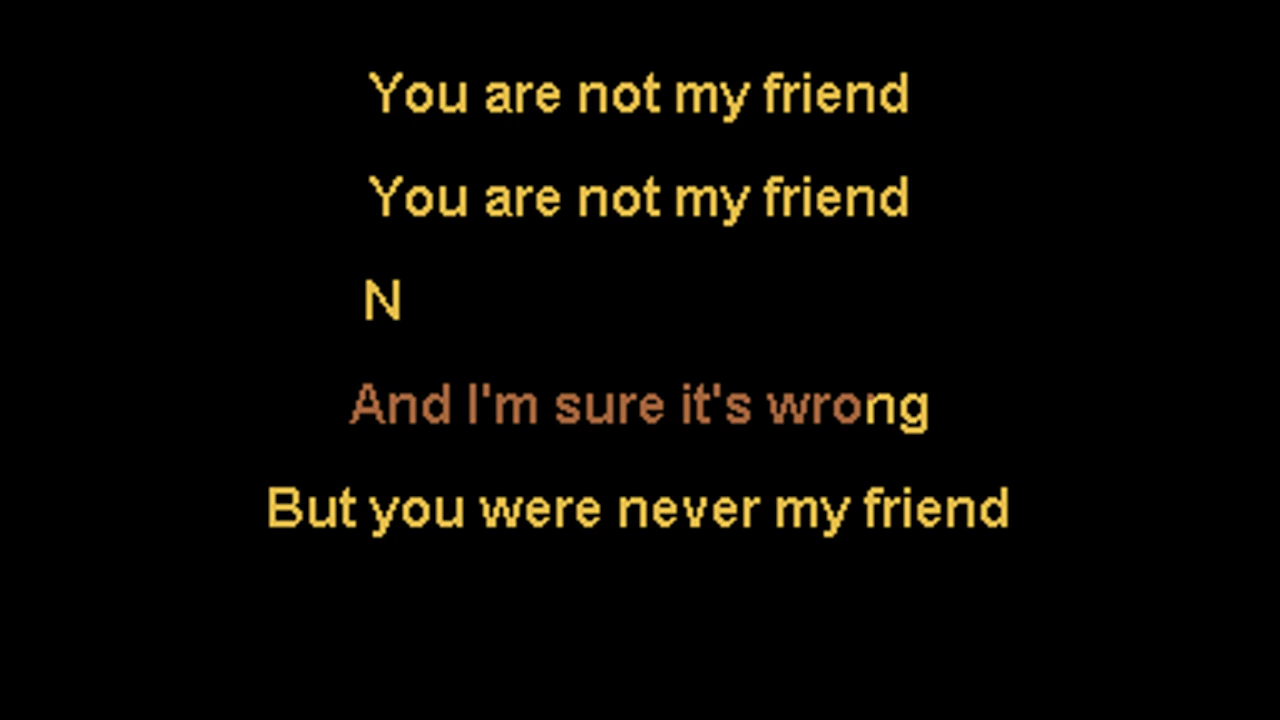 You are not my friend
You are not my friend
N
And I'm sure it's wrong
But you were never my friend